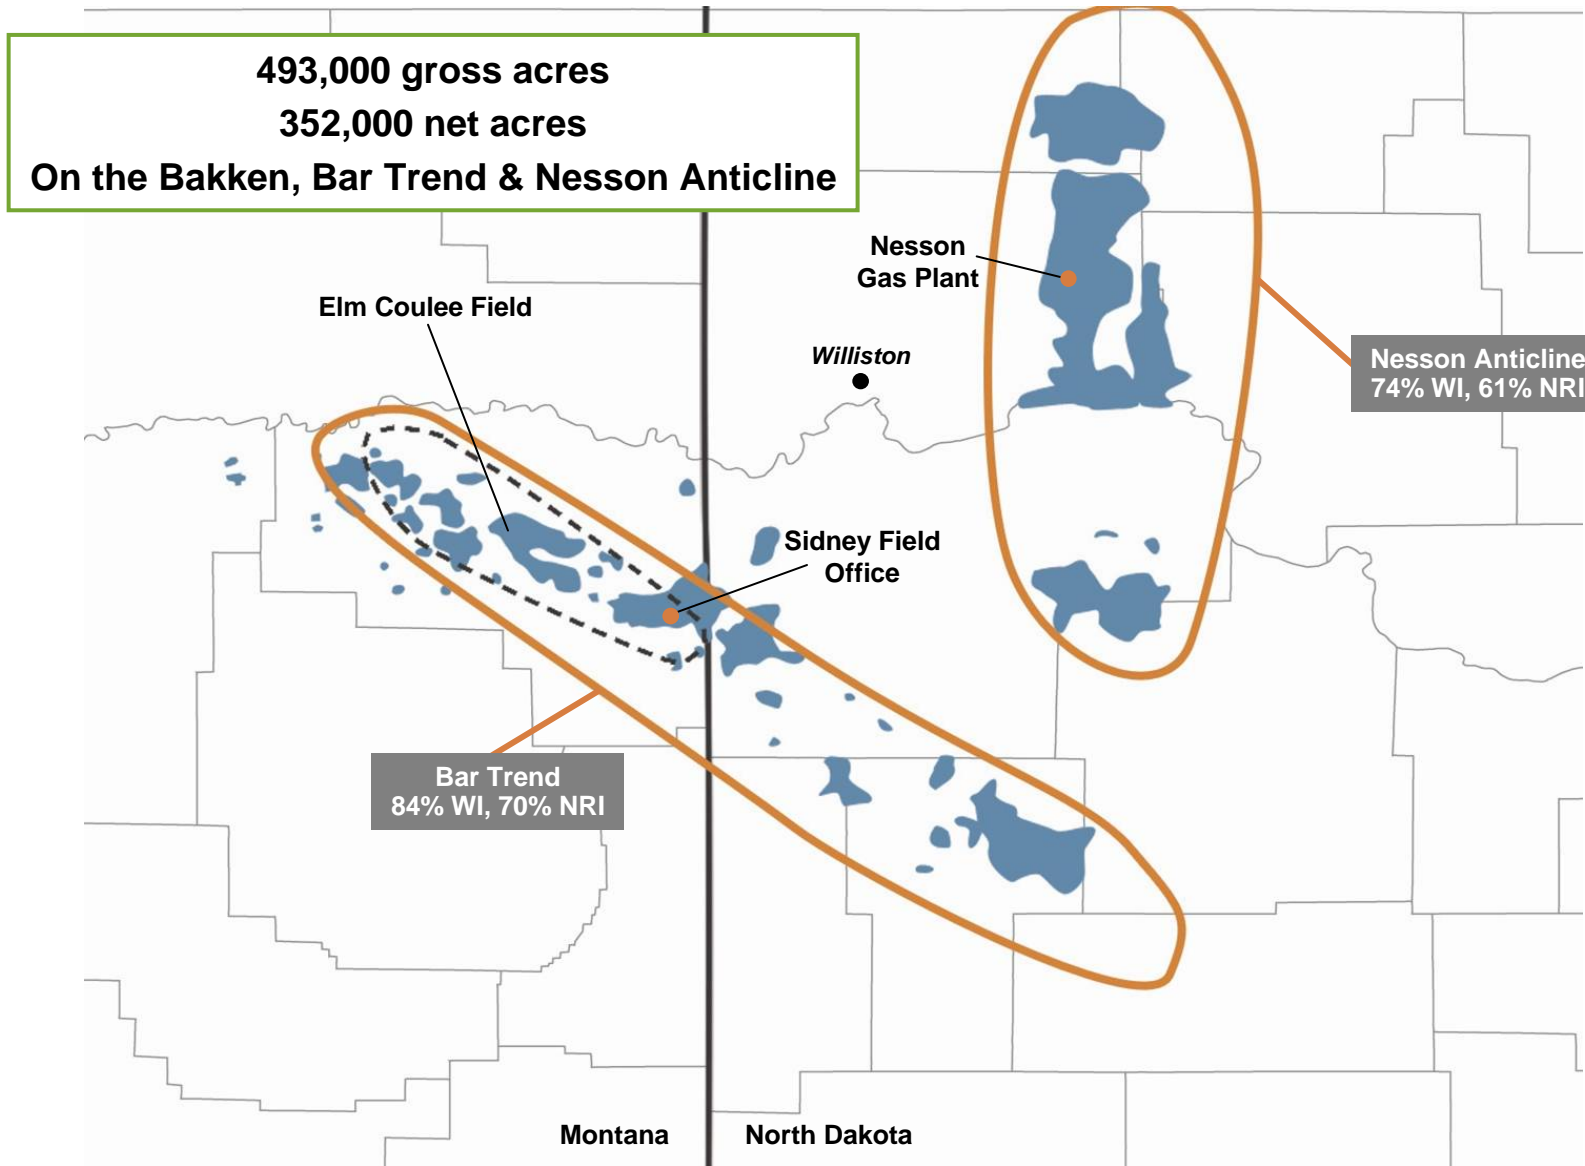 493,000 gross acres
352,000 net acres
On the Bakken, Bar Trend & Nesson Anticline
Nesson
Gas Plant
Elm Coulee Field
Williston
Nesson Anticline
74% WI, 61% NRI
Sidney Field
Office
Bar Trend
84% WI, 70% NRI
Montana
North Dakota